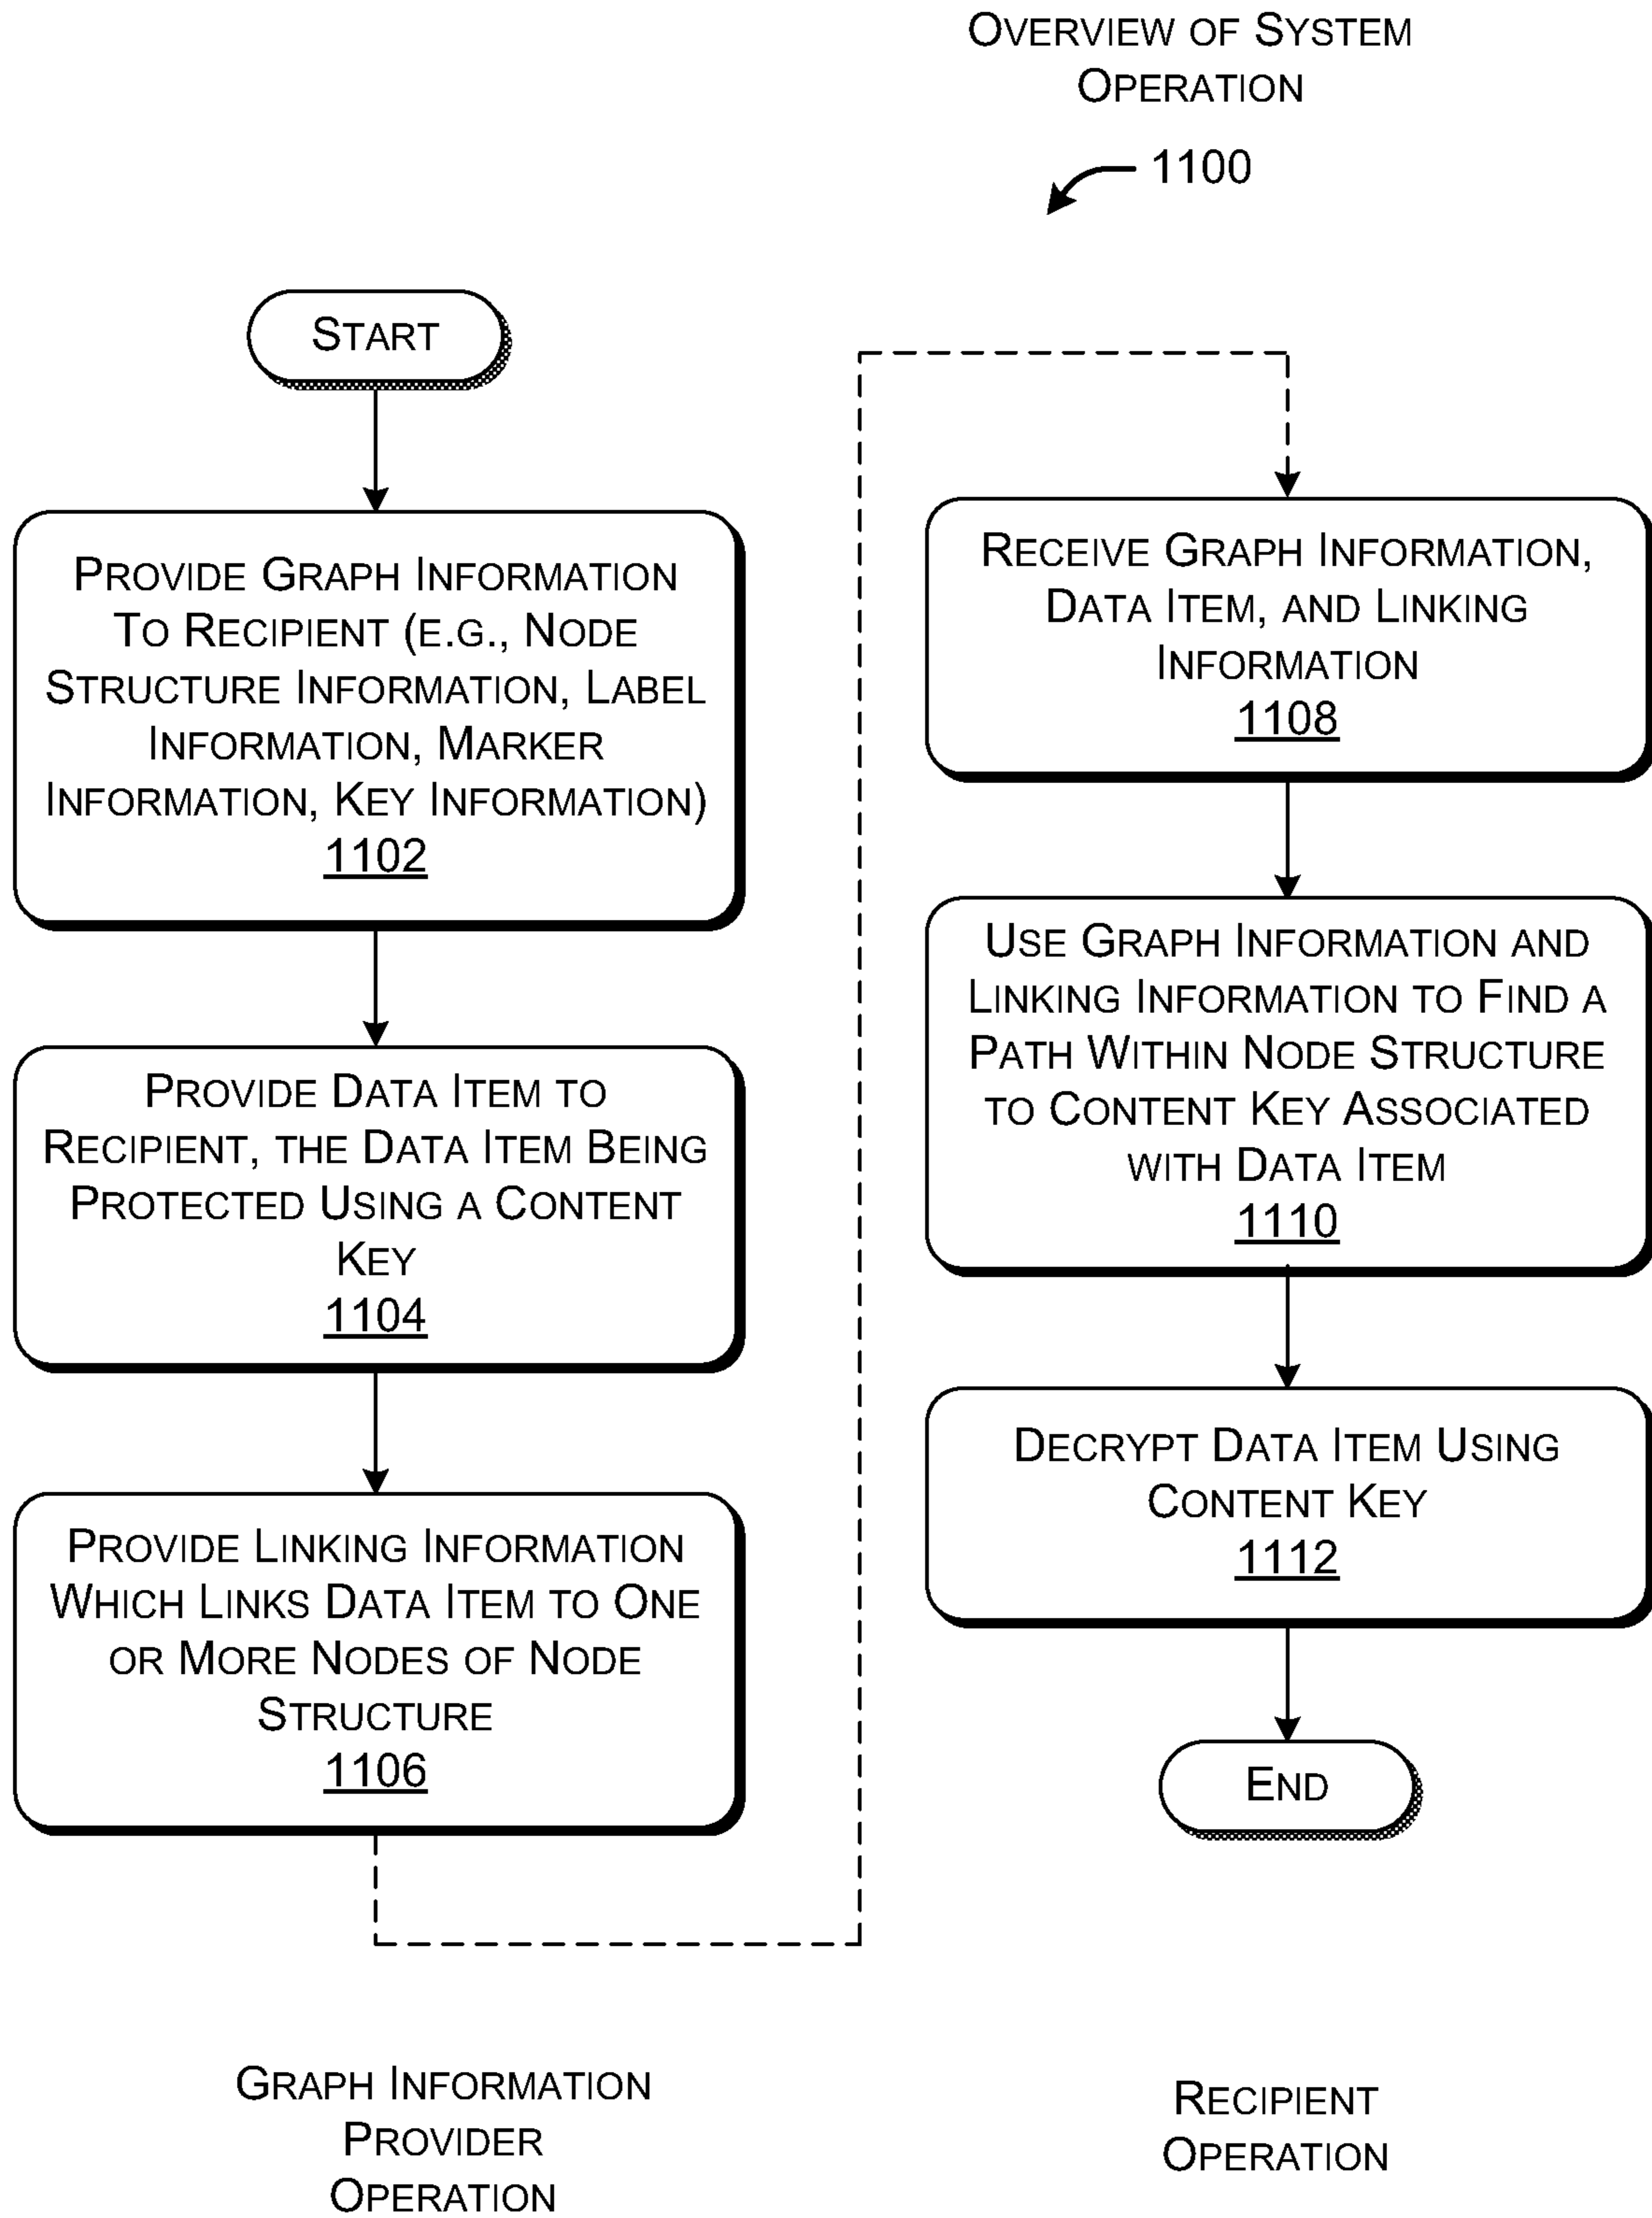 OVERVIEW OF SYSTEM
OPERATION
1100
START
PROVIDE GRAPH INFORMATION
TO RECIPIENT (E.G., NODE
STRUCTURE INFORMATION, LABEL
INFORMATION, MARKER
INFORMATION, KEY INFORMATION)
1102
PROVIDE DATA ITEM TO
RECIPIENT, THE DATA ITEM BEING
PROTECTED USING A CONTENT
KEY
1104
PROVIDE LINKING INFORMATION
WHICH LINKS DATA ITEM TO ONE
OR MORE NODES OF NODE
STRUCTURE
1106
GRAPH INFORMATION
PROVIDER
OPERATION
RECEIVE GRAPH INFORMATION,
DATA ITEM, AND LINKING
INFORMATION
1108
USE GRAPH INFORMATION AND
LINKING INFORMATION TO FIND A
PATH WITHIN NODE STRUCTURE
TO CONTENT KEY ASSOCIATED
WITH DATA ITEM
1110
DECRYPT DATA ITEM USING
CONTENT KEY
1112
END
RECIPIENT
OPERATION